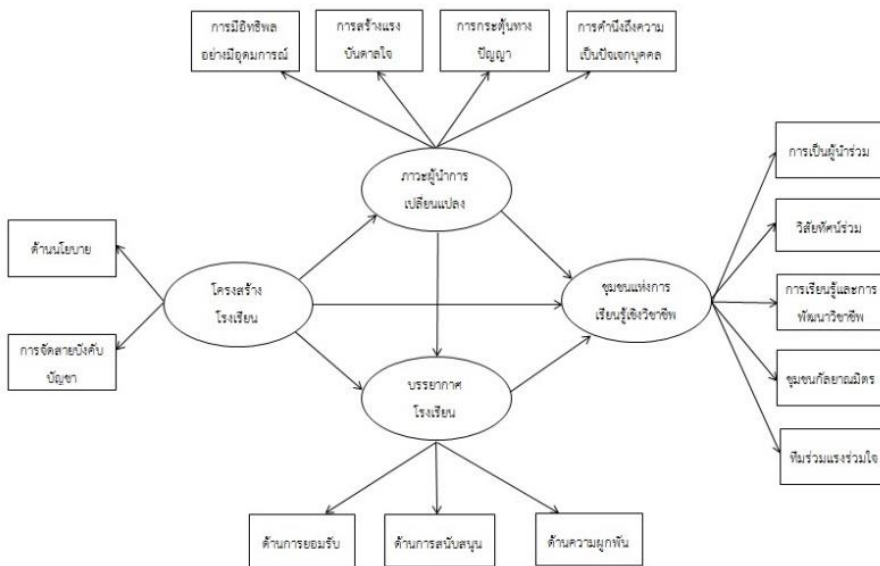 การมีอิทธิพล
อย่างมีอุดมการณ์
การสร้างแรง
บันดาลใจ
การกระตุ้นทาง
ปัญญา
การคำนึงถึงความ
เป็นปัจเจกบุคคล
ภาวะผู้นำการ
เปลี่ยนแปลง
การเป็นผู้นำร่วม
วิสัยทัศน์ร่วม
ด้านนโยบาย
โครงสร้าง
โรงเรียน
ชุมชนแห่งการ
เรียนรู้เชิงวิชาชีพ
การเรียนรู้และการ
พัฒนาวิชาชีพ
การจัดสายบังคับ
บัญชา
บรรยากาศ
โรงเรียน
ชุมชนกัลยาณมิตร
ทีมร่วมแรงร่วมใจ
ด้านการยอมรับ
ด้านการสนับสนุน
ด้านความผูกพัน